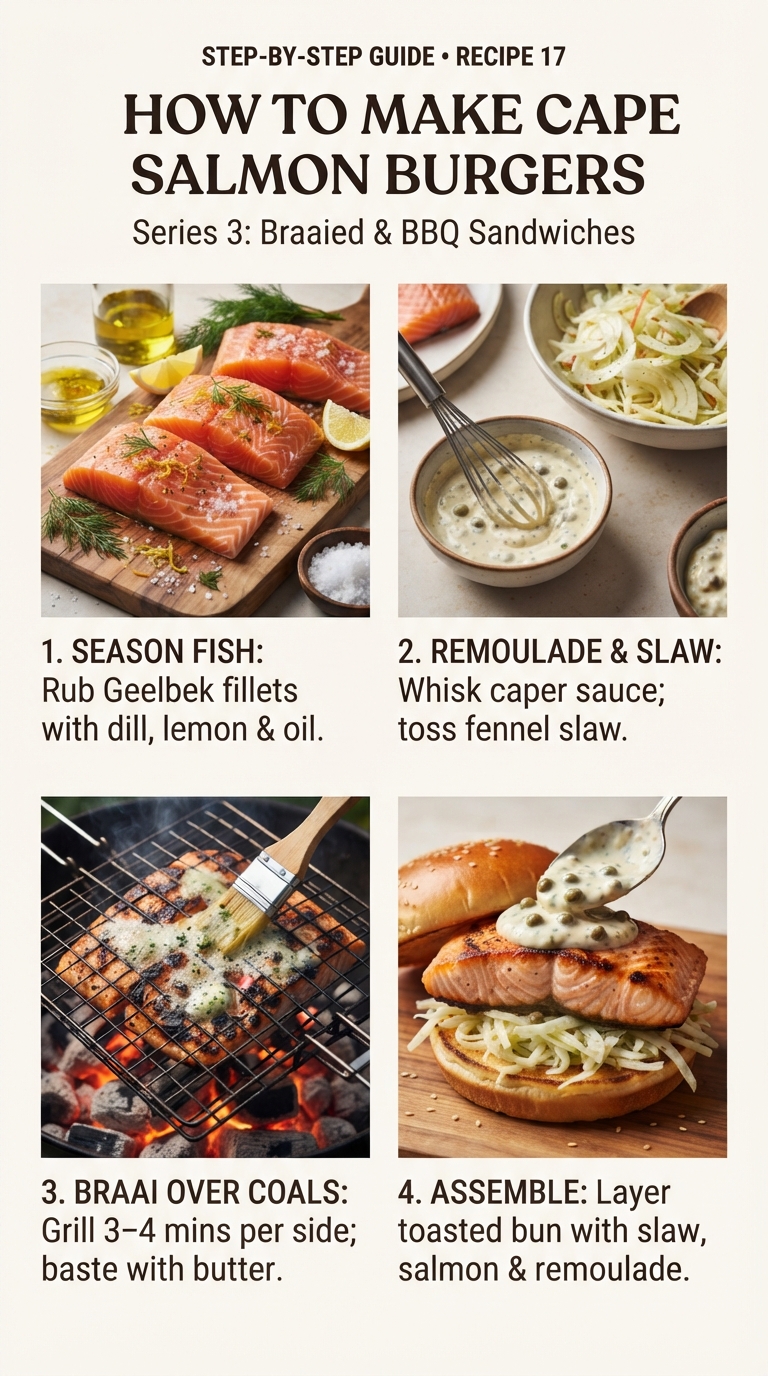 STEP-BY-STEP GUIDE • RECIPE 17
HOW TO MAKE CAPE
SALMON BURGERS
Series 3: Braaied & BBQ Sandwiches
1. SEASON FISH:
Rub Geelbek fillets
with dill, lemon & oil.
2. REMOULADE & SLAW:
Whisk caper sauce;
toss fennel slaw.
3. BRAAI OVER COALS:
Grill 3–4 mins per side;
baste with butter.
4. ASSEMBLE: Layer
toasted bun with slaw,
salmon & remoulade.